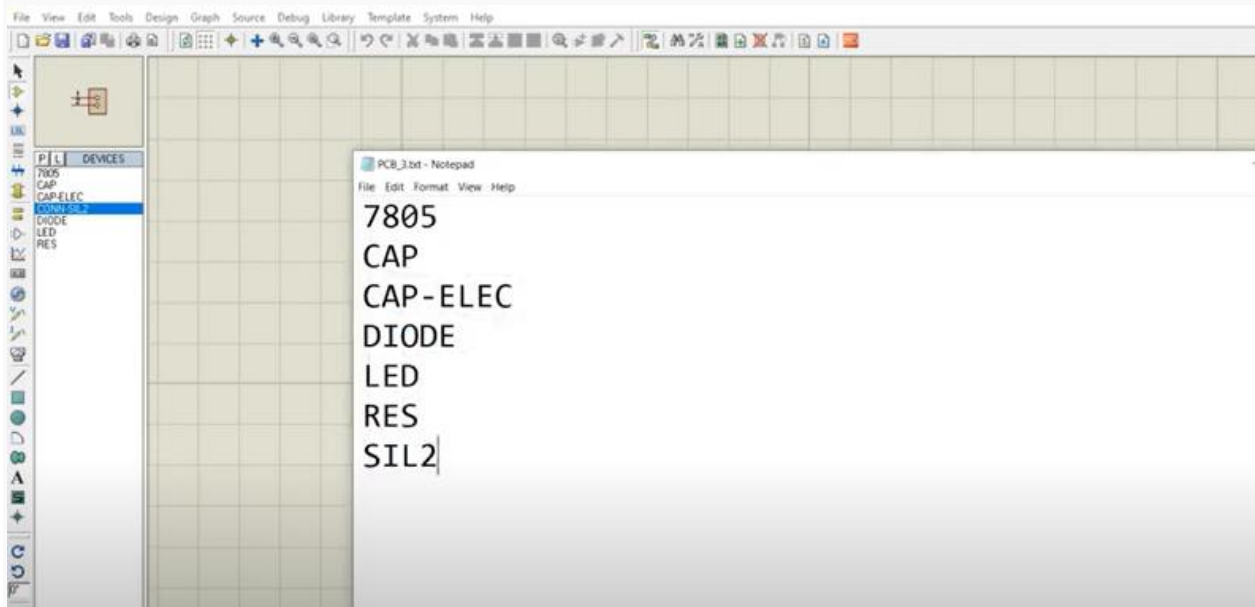 File View Edit Tools Design Graph Source Debug Library Template System Help
LBL
P L DEVICES
7805
CAP
CAP-ELEC
CONN-SIL2
DIODE
LED
RES
A
PCB_3.txt - Notepad
File Edit Format View Help
7805
CAP
CAP-ELEC
DIODE
LED
RES
SIL2